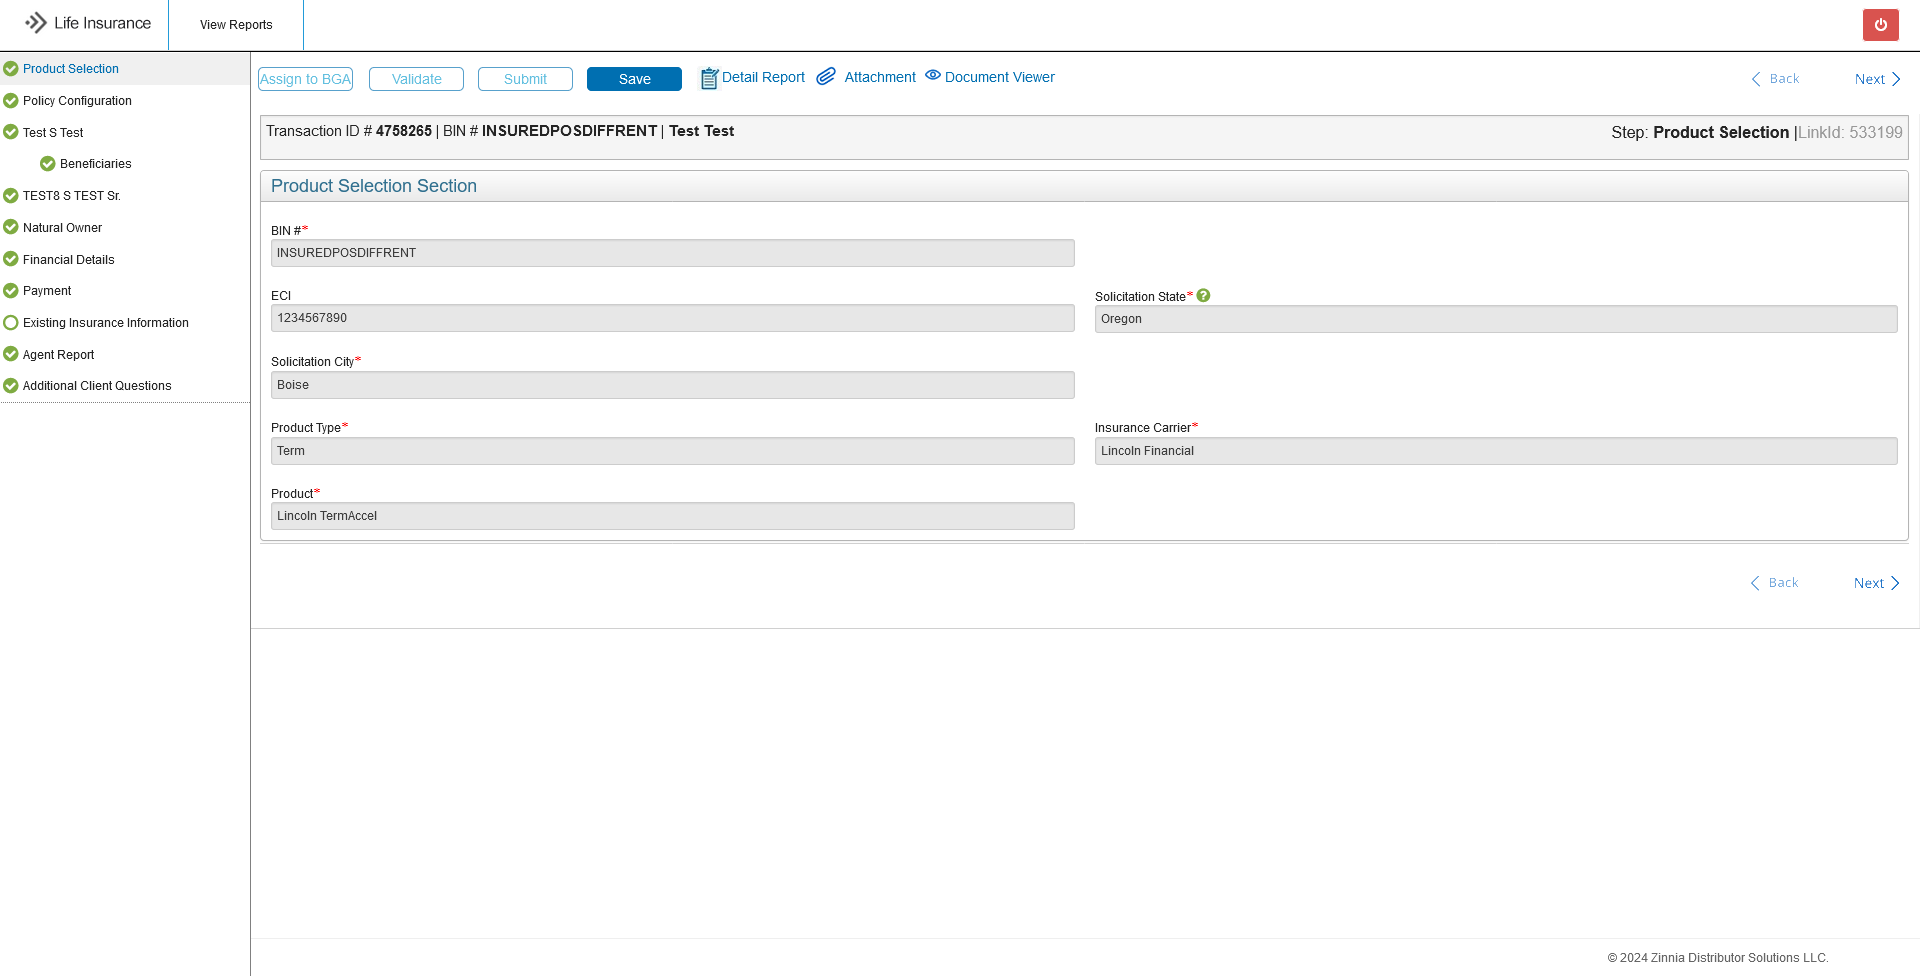 Life Insurance
View Reports
Product Selection
Policy Configuration
Test S Test
Beneficiaries
TEST8 S TEST Sr.
Natural Owner
Financial Details
Payment
Existing Insurance Information
Agent Report
Additional Client Questions
Assign to BGA Validate Submit Save Detail Report Attachment Document Viewer Back Next
Transaction ID # 4758265 | BIN # INSUREDPOSDIFFRENT | Test Test
Step: Product Selection |LinkId: 533199
Product Selection Section
BIN #*
INSUREDPOSDIFFRENT
ECI
1234567890
Solicitation State* ?
Oregon
Solicitation City*
Boise
Product Type*
Term
Insurance Carrier*
Lincoln Financial
Product*
Lincoln TermAccel
Back Next
© 2024 Zinnia Distributor Solutions LLC.